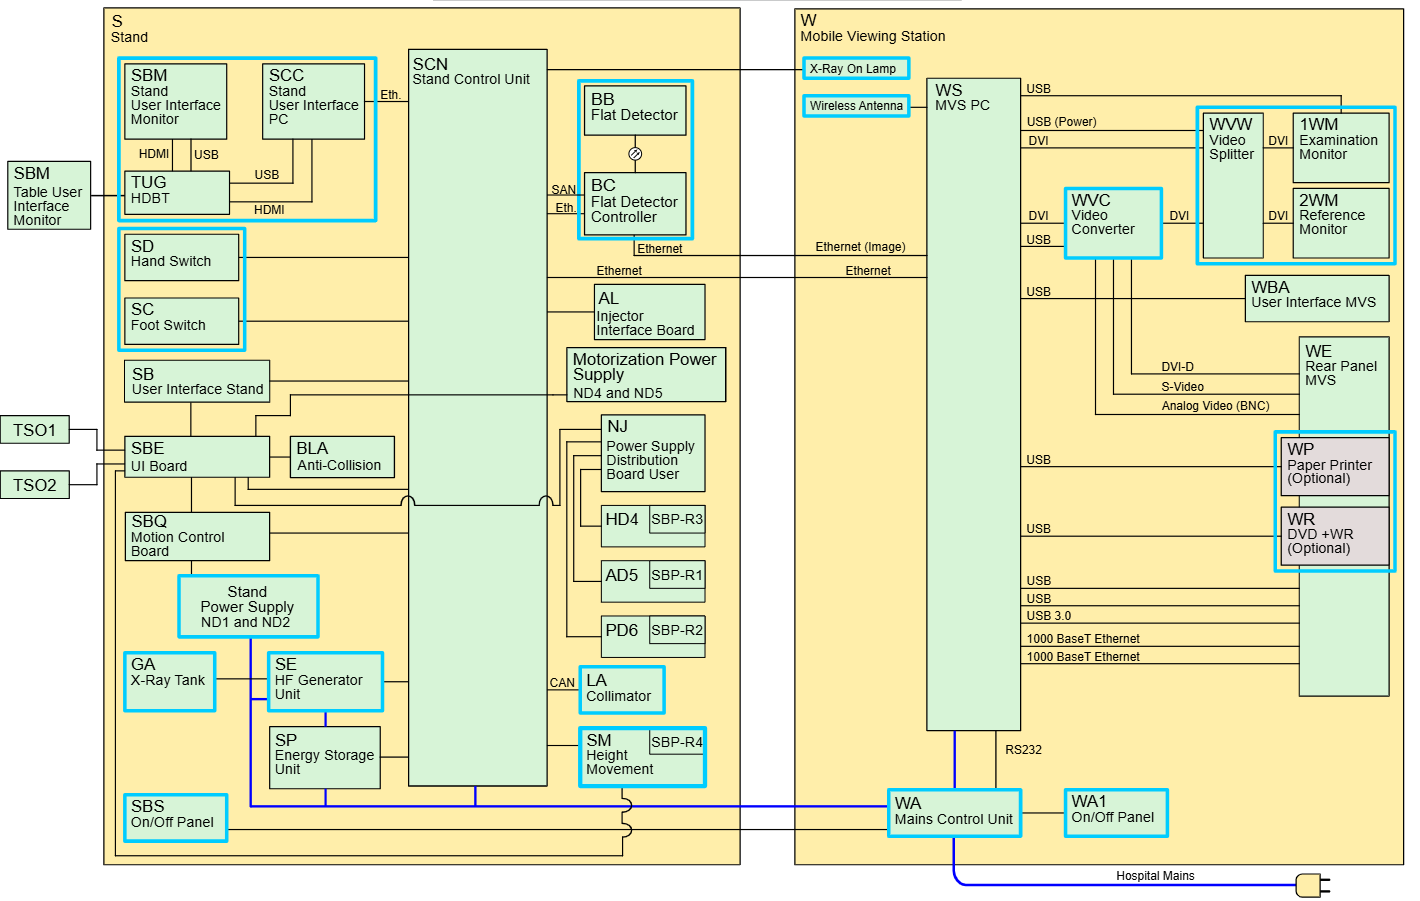 S
Stand
SBM
Stand
User Interface
Monitor
SCC
Stand
User Interface
PC
Eth.
HDMI
USB
TUG
HDBT
USB
HDMI
SBM
Table User
Interface
Monitor
SD
Hand Switch
SC
Foot Switch
SB
User Interface Stand
TSO1
TSO2
SBE
UI Board
BLA
Anti-Collision
SBQ
Motion Control
Board
Stand
Power Supply
ND1 and ND2
GA
X-Ray Tank
SE
HF Generator
Unit
SP
Energy Storage
Unit
SBS
On/Off Panel
SCN
Stand Control Unit
BB
Flat Detector
BC
Flat Detector
Controller
SAN
Eth.
Ethernet
Ethernet
AL
Injector
Interface Board
Motorization Power
Supply
ND4 and ND5
NJ
Power Supply
Distribution
Board User
HD4
SBP-R3
AD5
SBP-R1
PD6
SBP-R2
CAN
LA
Collimator
SM
Height
Movement
SBP-R4
W
Mobile Viewing Station
X-Ray On Lamp
Wireless Antenna
Ethernet (Image)
Ethernet
WS
MVS PC
USB
USB (Power)
DVI
WVW
Video
Splitter
DVI
1WM
Examination
Monitor
DVI
2WM
Reference
Monitor
DVI
USB
WVC
Video
Converter
DVI
USB
WBA
User Interface MVS
WE
Rear Panel
MVS
DVI-D
S-Video
Analog Video (BNC)
USB
WP
Paper Printer
(Optional)
USB
WR
DVD +WR
(Optional)
USB
USB
USB 3.0
1000 BaseT Ethernet
1000 BaseT Ethernet
RS232
WA
Mains Control Unit
WA1
On/Off Panel
Hospital Mains